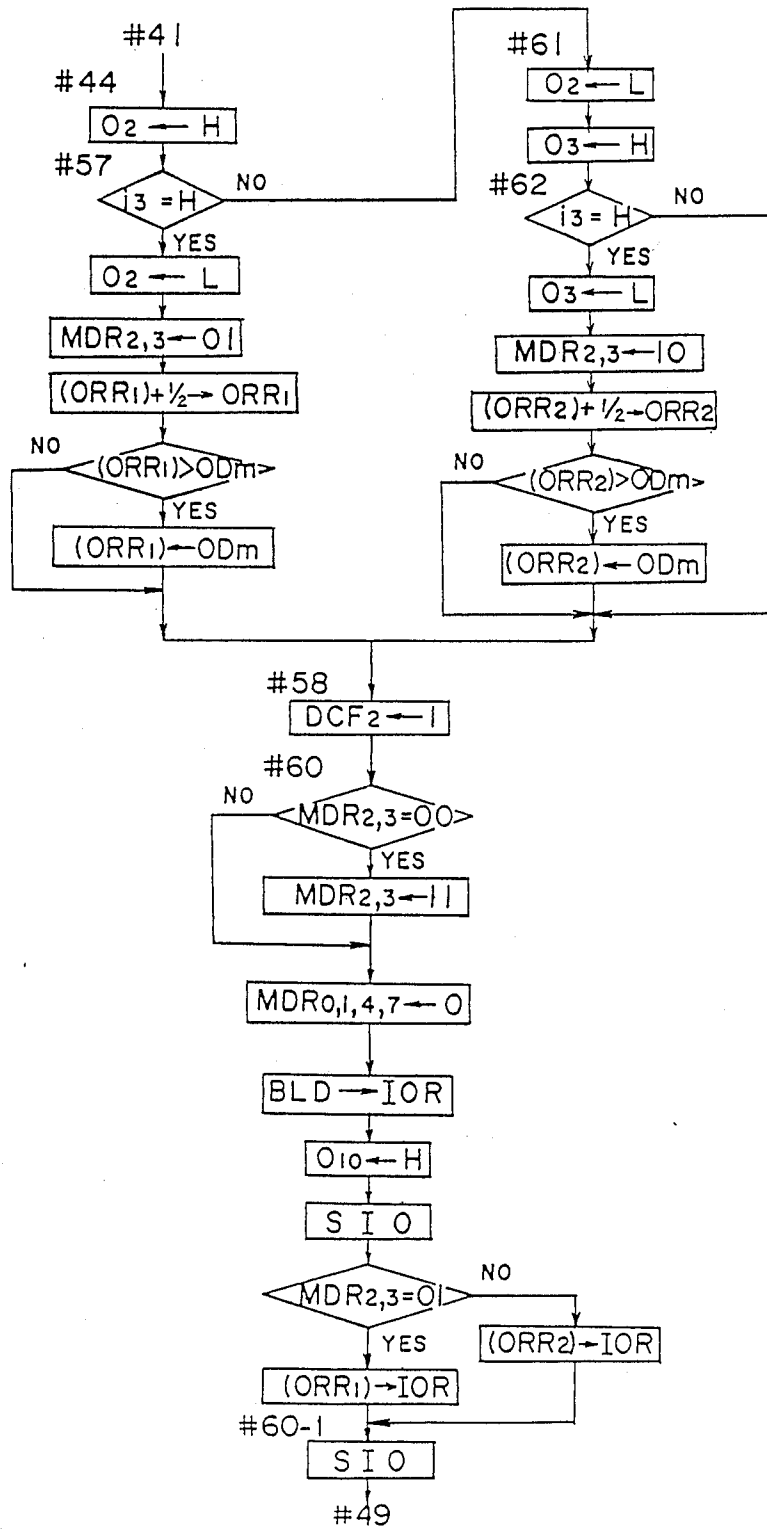 #41
#44
O2 ← H
#57
i3 = H
NO
YES
O2 ← L
MDR2,3 ← 01
(ORR1)+½→ ORR1
NO
(ORR1)>ODm>
YES
(ORR1)←ODm
#61
O2 ← L
O3 ← H
#62
i3 = H
NO
YES
O3 ← L
MDR2,3 ← 10
(ORR2)+½→ORR2
NO
(ORR2)>ODm>
YES
(ORR2)←ODm
#58
DCF2 ← 1
#60
NO
MDR2,3=00>
YES
MDR2,3←11
MDR0,1,4,7←0
BLD→IOR
O10←H
SIO
MDR2,3=01
NO
YES
(ORR2)→IOR
(ORR1)→IOR
#60-1
SIO
#49